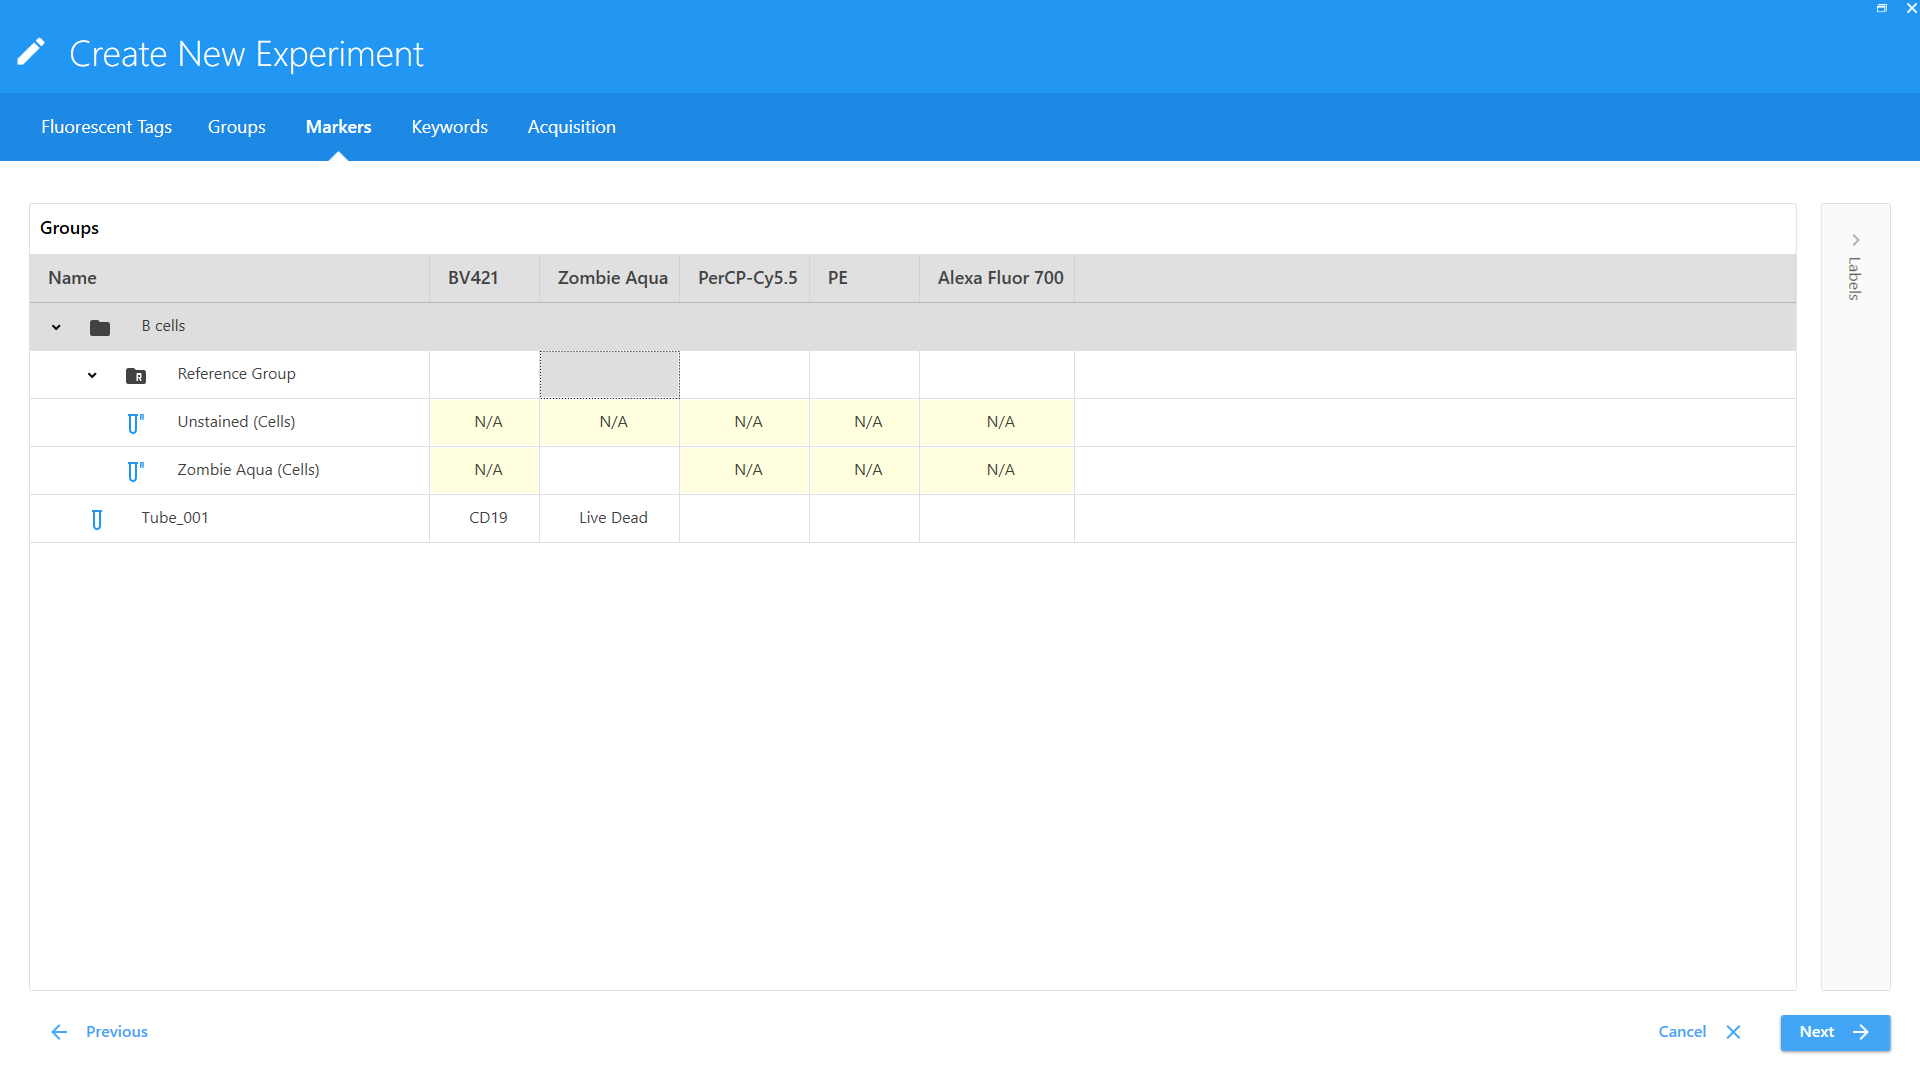 Create New Experiment
Fluorescent Tags Groups Markers Keywords Acquisition
Groups
Labels
Name BV421 Zombie Aqua PerCP-Cy5.5 PE Alexa Fluor 700
B cells
R Reference Group
R Unstained (Cells) N/A N/A N/A N/A N/A
R Zombie Aqua (Cells) N/A N/A N/A N/A
Tube_001 CD19 Live Dead
Previous Cancel Next